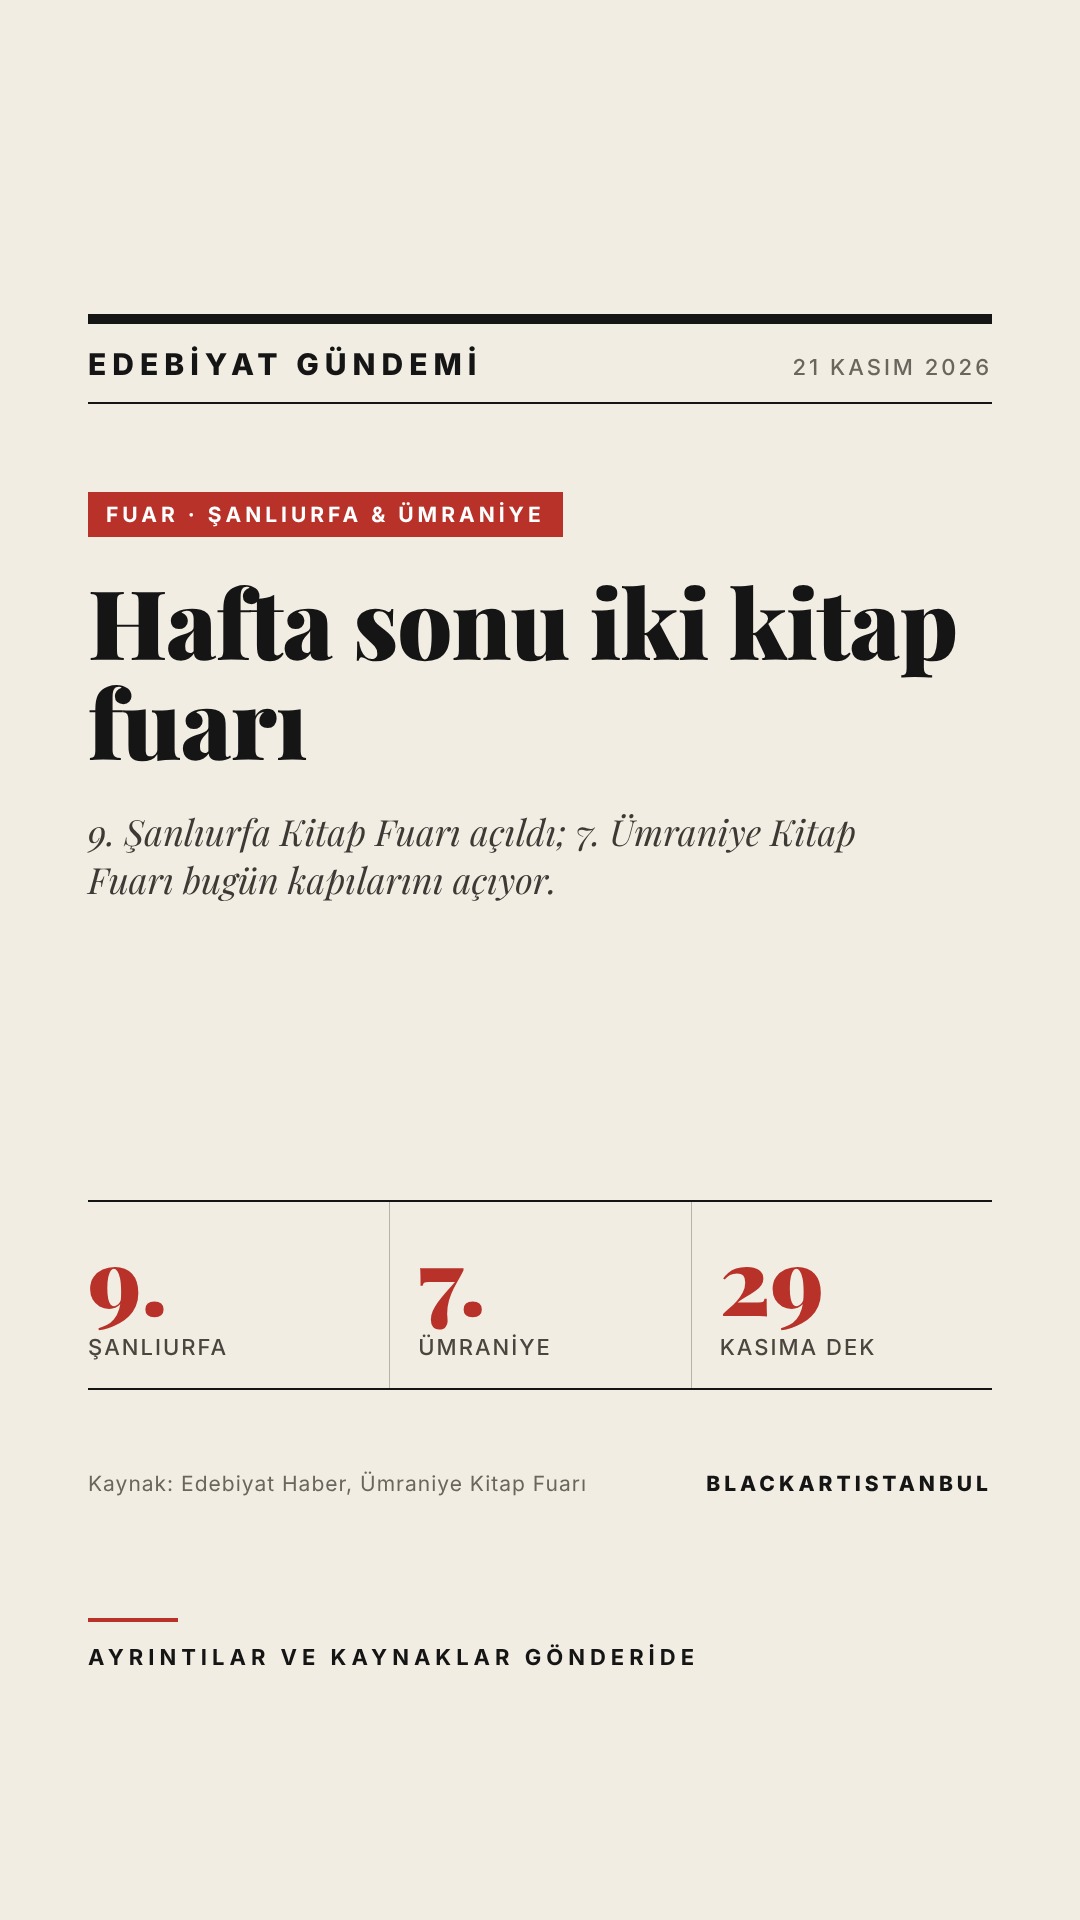 EDEBİYAT GÜNDEMİ
21 KASIM 2026
FUAR · ŞANLIURFA & ÜMRANİYE
Hafta sonu iki kitap
fuarı
9. Şanlıurfa Kitap Fuarı açıldı; 7. Ümraniye Kitap
Fuarı bugün kapılarını açıyor.
9.
ŞANLIURFA
7.
ÜMRANİYE
29
KASIMA DEK
Kaynak: Edebiyat Haber, Ümraniye Kitap Fuarı
BLACKARTISTANBUL
AYRINTILAR VE KAYNAKLAR GÖNDERİDE